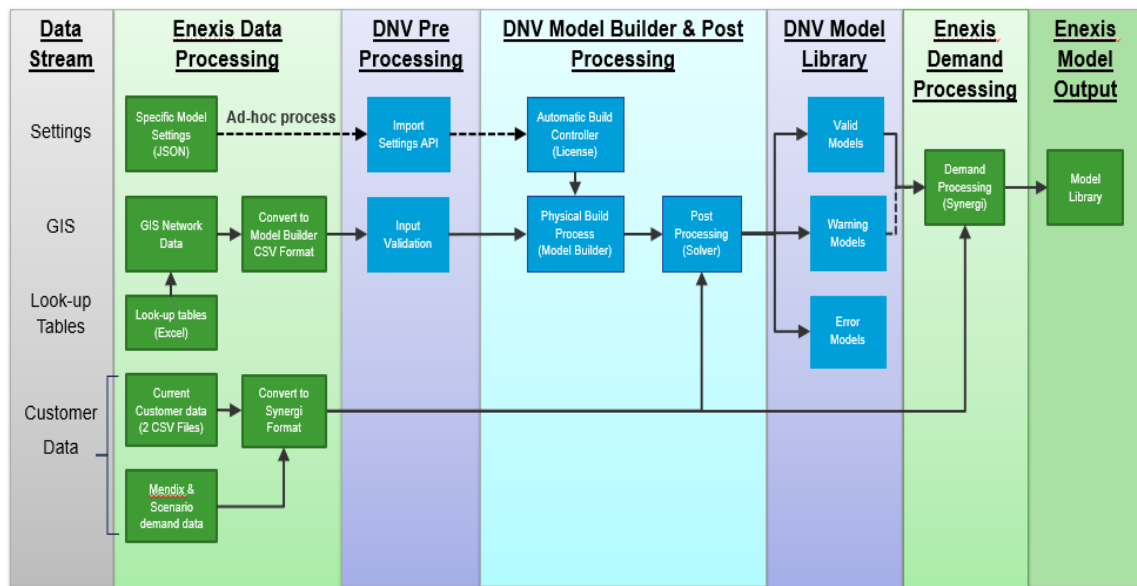 Data
Stream
Enexis Data
Processing
DNV Pre
Processing
DNV Model Builder & Post
Processing
DNV Model
Library
Enexis
Demand
Processing
Enexis
Model
Output
Settings
Specific Model
Settings
(JSON)
Ad-hoc process
Import
Settings API
Automatic Build
Controller
(License)
Valid
Models
Demand
Processing
(Synergi)
Model
Library
GIS
GIS Network
Data
Convert to
Model Builder
CSV Format
Input
Validation
Physical Build
Process
(Model Builder)
Post
Processing
(Solver)
Warning
Models
Look-up
Tables
Look-up tables
(Excel)
Error
Models
Customer
Data
Current
Customer data
(2 CSV Files)
Convert to
Synergi
Format
Mendix &
Scenario
demand data